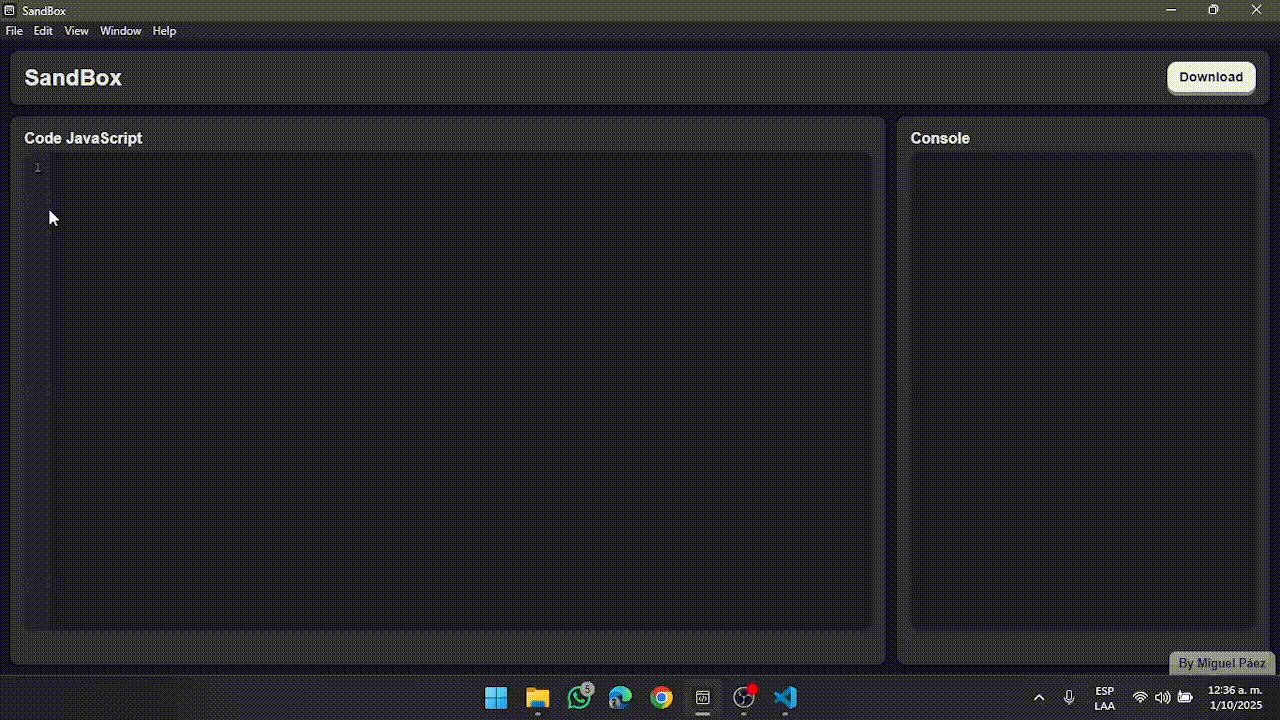 SandBox
File Edit View Window Help
SandBox
Download
Code JavaScript
Console
1
By Miguel Páez
5
ESP
LAA
12:36 a. m.
1/10/2025